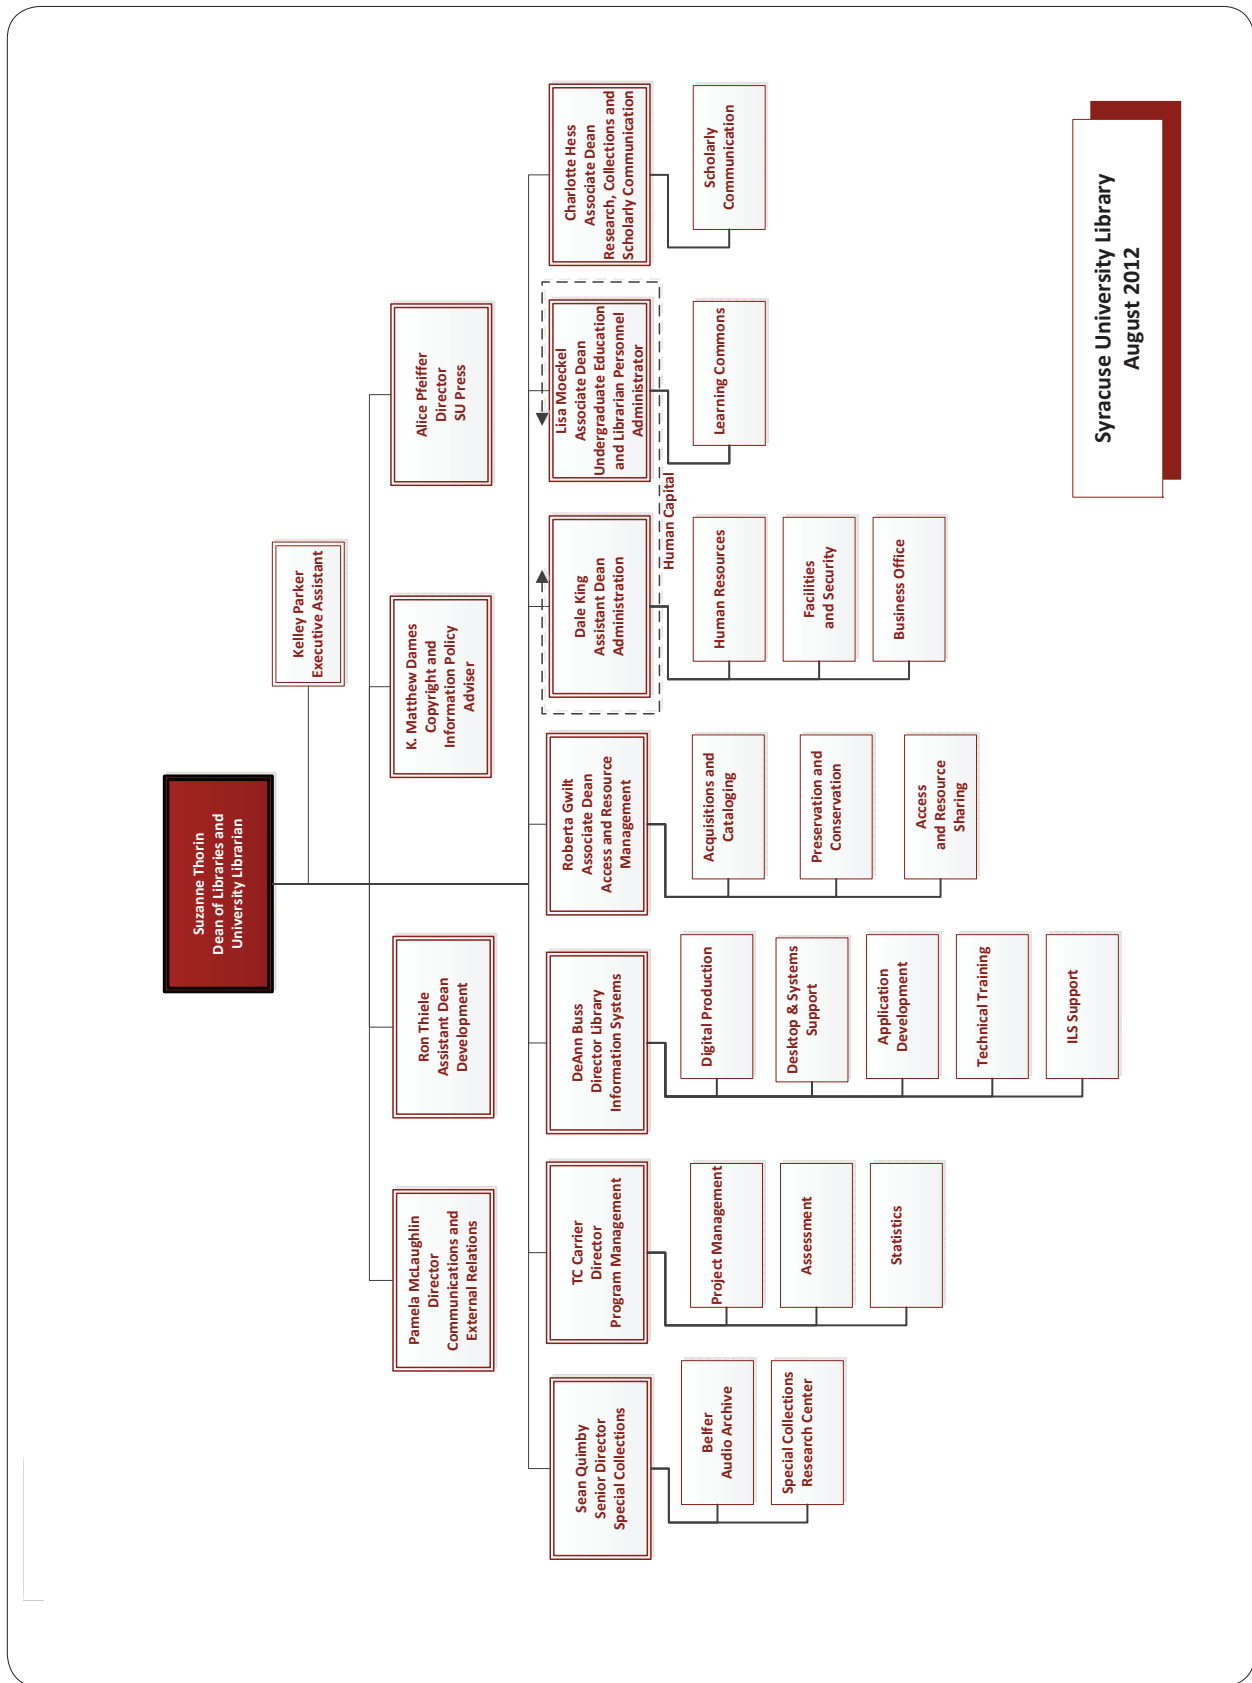 Suzanne Thorin
Dean of Libraries and
University Librarian
Kelley Parker
Executive Assistant
Pamela McLaughlin
Director
Communications and
External Relations
Ron Thiele
Assistant Dean
Development
K. Matthew Dames
Copyright and
Information Policy
Adviser
Alice Pfeiffer
Director
SU Press
Sean Quimby
Senior Director
Special Collections
TC Carrier
Director
Program Management
DeAnn Buss
Director Library
Information Systems
Roberta Gwilt
Associate Dean
Access and Resource
Management
Dale King
Assistant Dean
Administration
Lisa Moeckel
Associate Dean
Undergraduate Education
and Librarian Personnel
Administrator
Charlotte Hess
Associate Dean
Research, Collections and
Scholarly Communication
Human Capital
Belfer
Audio Archive
Special Collections
Research Center
Project Management
Assessment
Statistics
Digital Production
Desktop & Systems
Support
Application
Development
Technical Training
ILS Support
Acquisitions and
Cataloging
Preservation and
Conservation
Access
and Resource
Sharing
Human Resources
Facilities
and Security
Business Office
Learning Commons
Scholarly
Communication
Syracuse University Library
August 2012